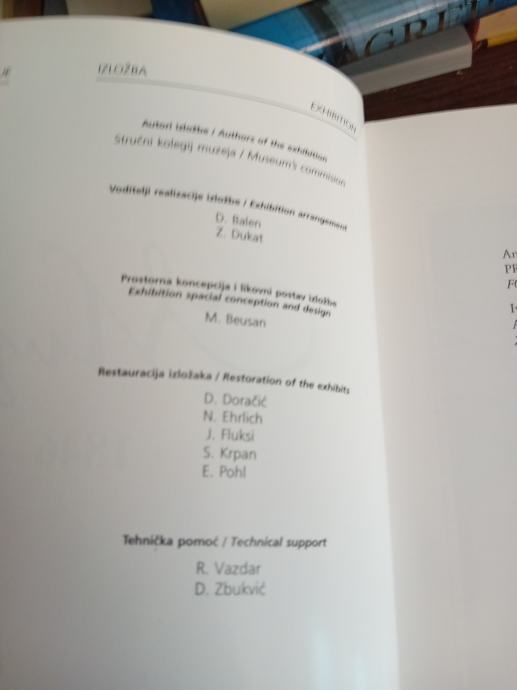 IZLOŽBA
EXHIBITION
Autori izložbe / Authors of the exhibition
Stručni kolegij muzeja / Museum's commision
Voditelji realizacije izložbe / Exhibition arrangement
D. Balen
Z. Dukat
Prostorna koncepcija i likovni postav izložbe
Exhibition spacial conception and design
M. Beusan
Restauracija izložaka / Restoration of the exhibits
D. Doračić
N. Ehrlich
J. Fluksi
S. Krpan
E. Pohl
Tehnička pomoć / Technical support
R. Vazdar
D. Zbukvić